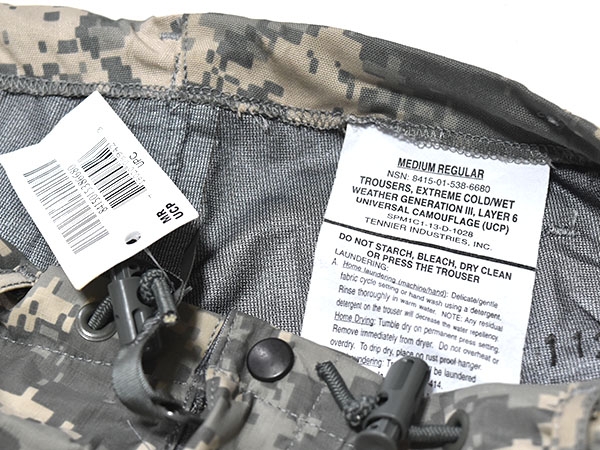 MEDIUM REGULAR
NSN: 8415-01-538-6680
TROUSERS, EXTREME COLD/WET
WEATHER GENERATION III, LAYER 6
UNIVERSAL CAMOUFLAGE (UCP)
SPM1C1-13-D-1028
TENNIER INDUSTRIES, INC.
DO NOT STARCH, BLEACH, DRY CLEAN
OR PRESS THE TROUSER
LAUNDERING:
A. Home laundering (machine/hand): Delicate/gentle
fabric cycle setting or hand wash using a detergent,
Rinse thoroughly in warm water. NOTE: Any residual
detergent on the trouser will decrease the water repellency.
Home Drying: Tumble dry on permanent press setting.
Remove immediately from dryer. Do not overheat or
overdry. To drip dry, place on rust proof hanger.
be laundered
414.
MR
UCP
UPC